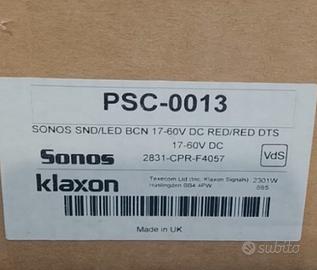 PSC-0013
SONOS SND/LED BCN 17-60V DC RED/RED DTS
17-60V DC
Sonos 2831-CPR-F4057 VdS
klaxon Texecom Ltd (Inc. Klaxon Signals) 2301W
Haslingden BB4 4PW 885
Made in UK
subito